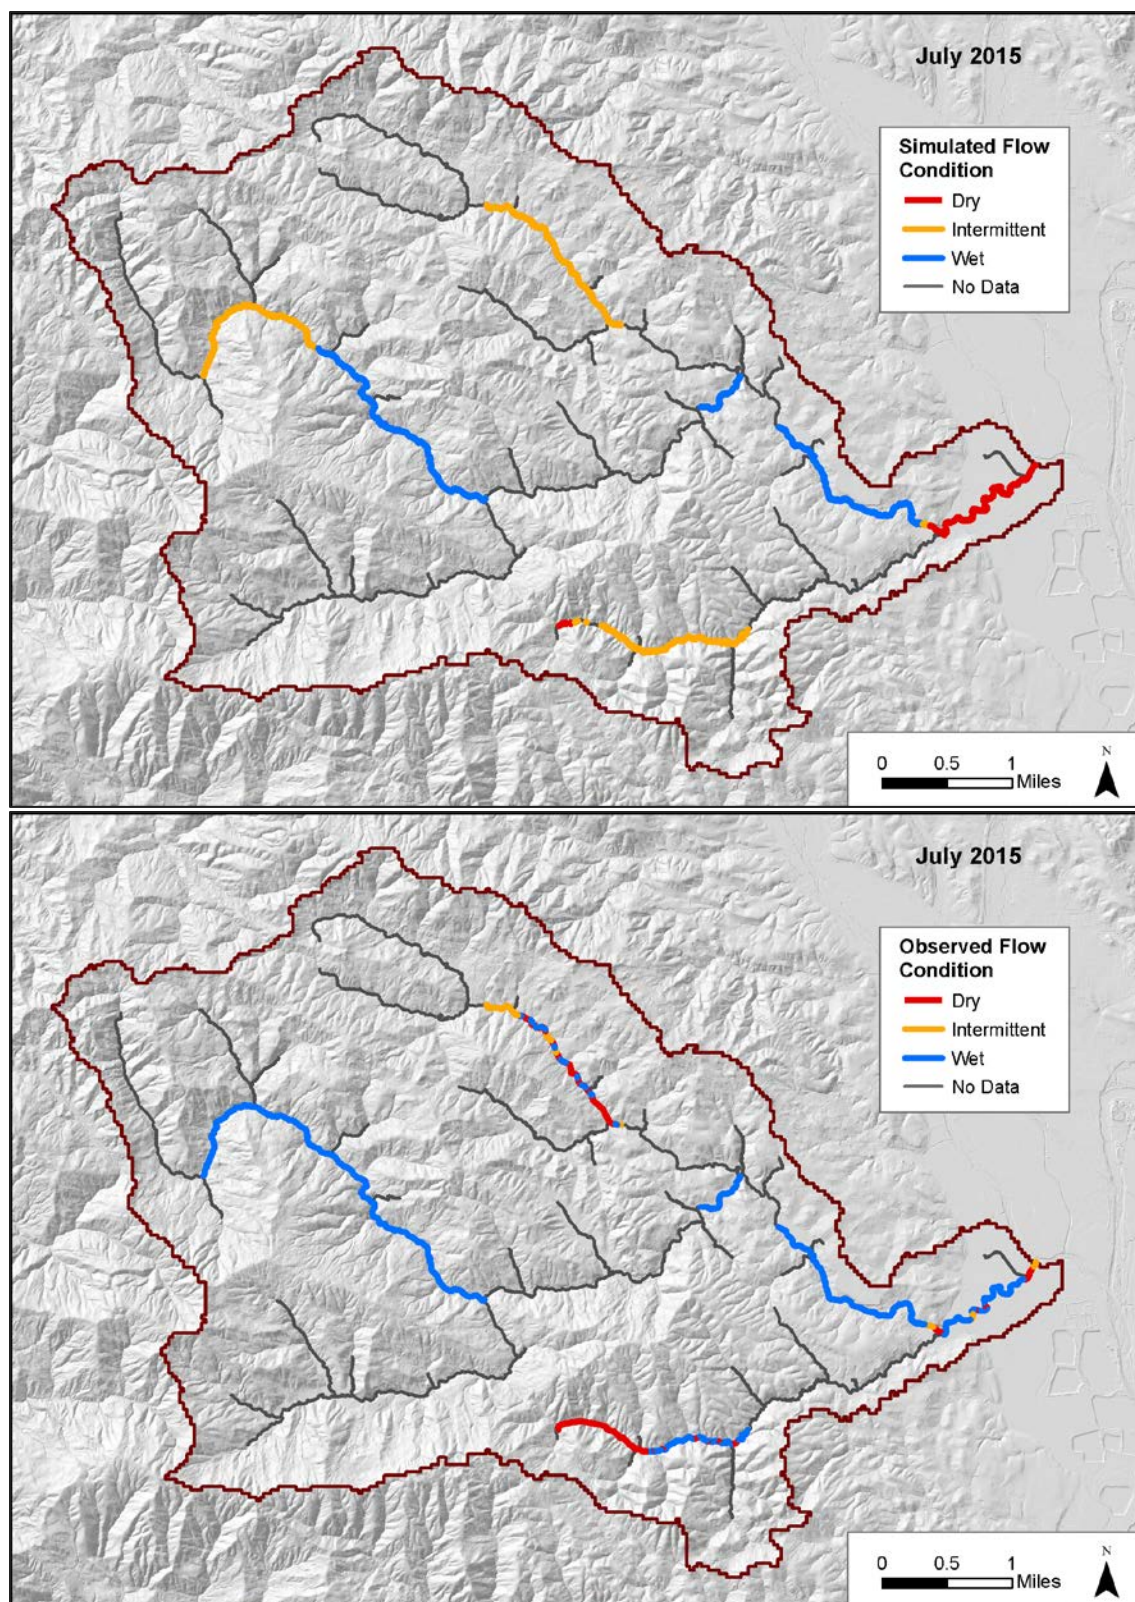 July 2015
Simulated Flow
Condition
Dry
Intermittent
Wet
No Data
N
0 0.5 1
Miles
July 2015
Observed Flow
Condition
Dry
Intermittent
Wet
No Data
N
0 0.5 1
Miles